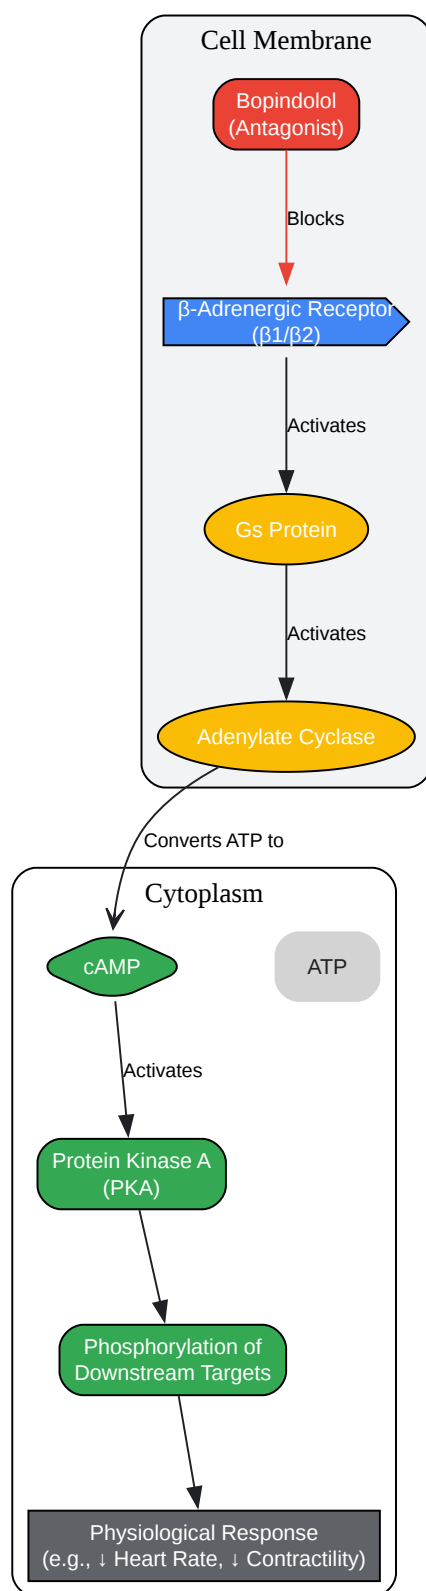 Cell Membrane
Bopindolol
(Antagonist)
Blocks
β-Adrenergic Receptor
(β1/β2)
Activates
Gs Protein
Activates
Adenylate Cyclase
Converts ATP to
Cytoplasm
cAMP
ATP
Activates
Protein Kinase A
(PKA)
Phosphorylation of
Downstream Targets
Physiological Response
(e.g., ↓ Heart Rate, ↓ Contractility)